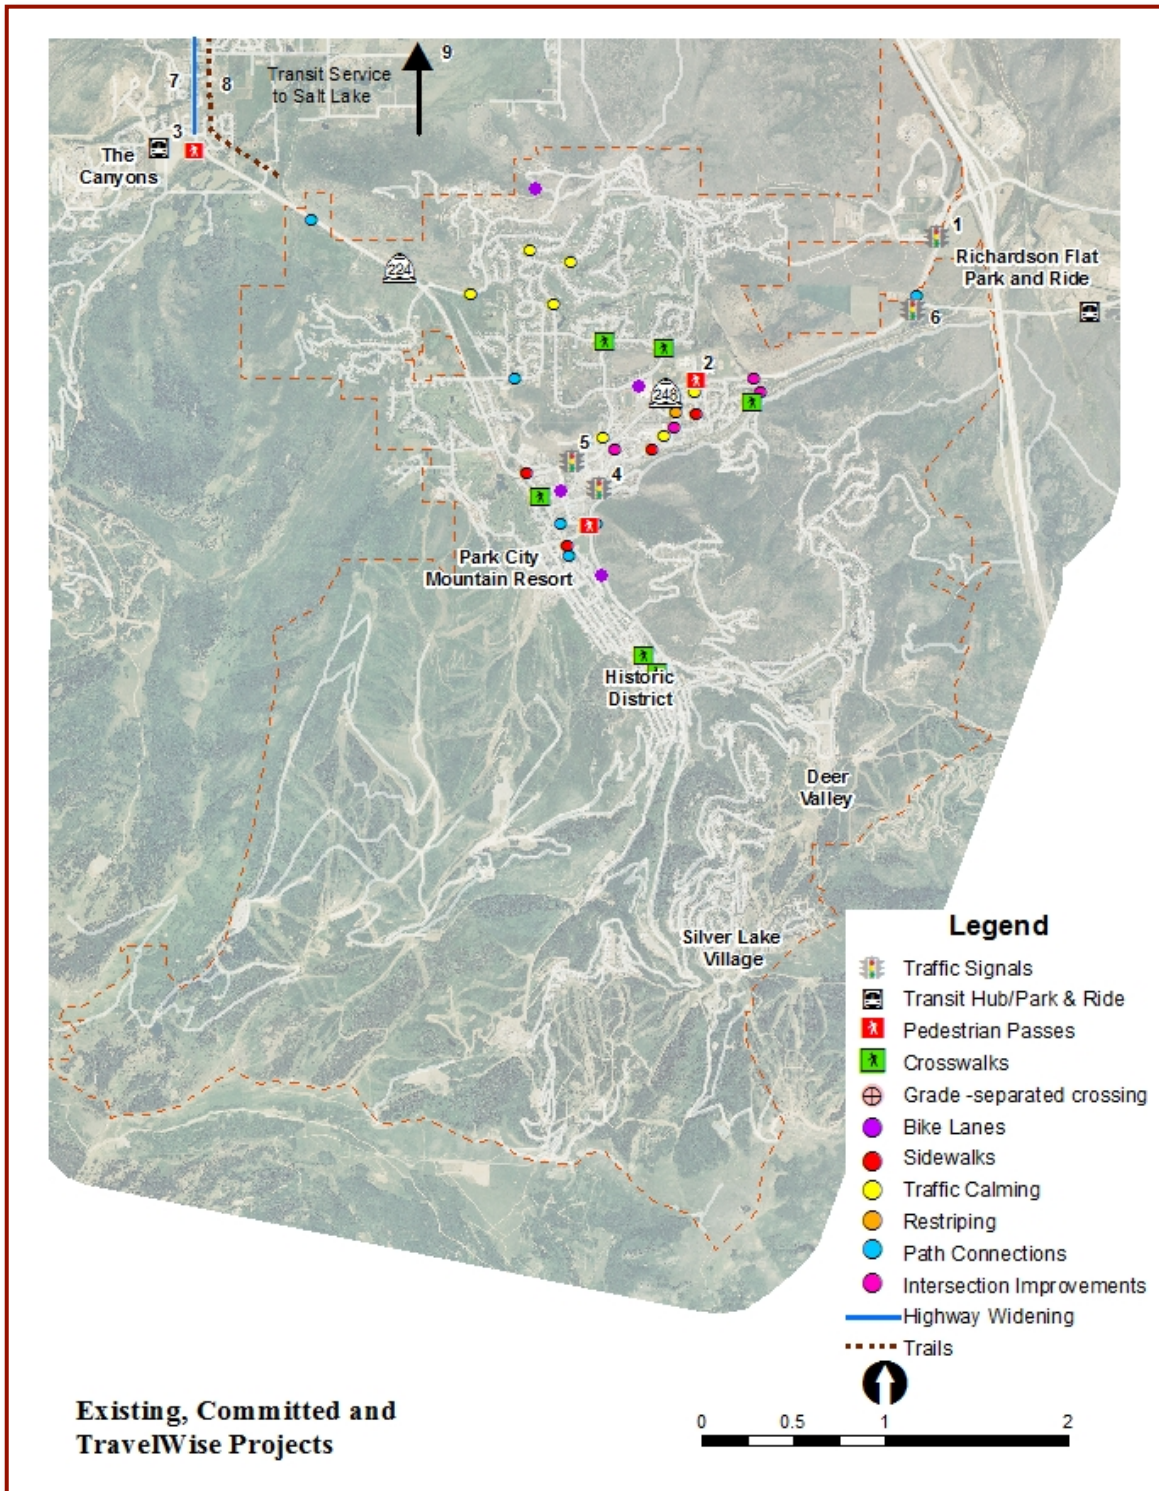 9
7
8
Transit Service
to Salt Lake
3
The
Canyons
1
224
Richardson Flat
Park and Ride
6
2
248
5
4
Park City
Mountain Resort
Historic
District
Deer
Valley
Silver Lake
Village
Legend
Traffic Signals
Transit Hub/Park & Ride
Pedestrian Passes
Crosswalks
Grade -separated crossing
Bike Lanes
Sidewalks
Traffic Calming
Restriping
Path Connections
Intersection Improvements
Highway Widening
Trails
Existing, Committed and
TravelWise Projects
0 0.5 1 2